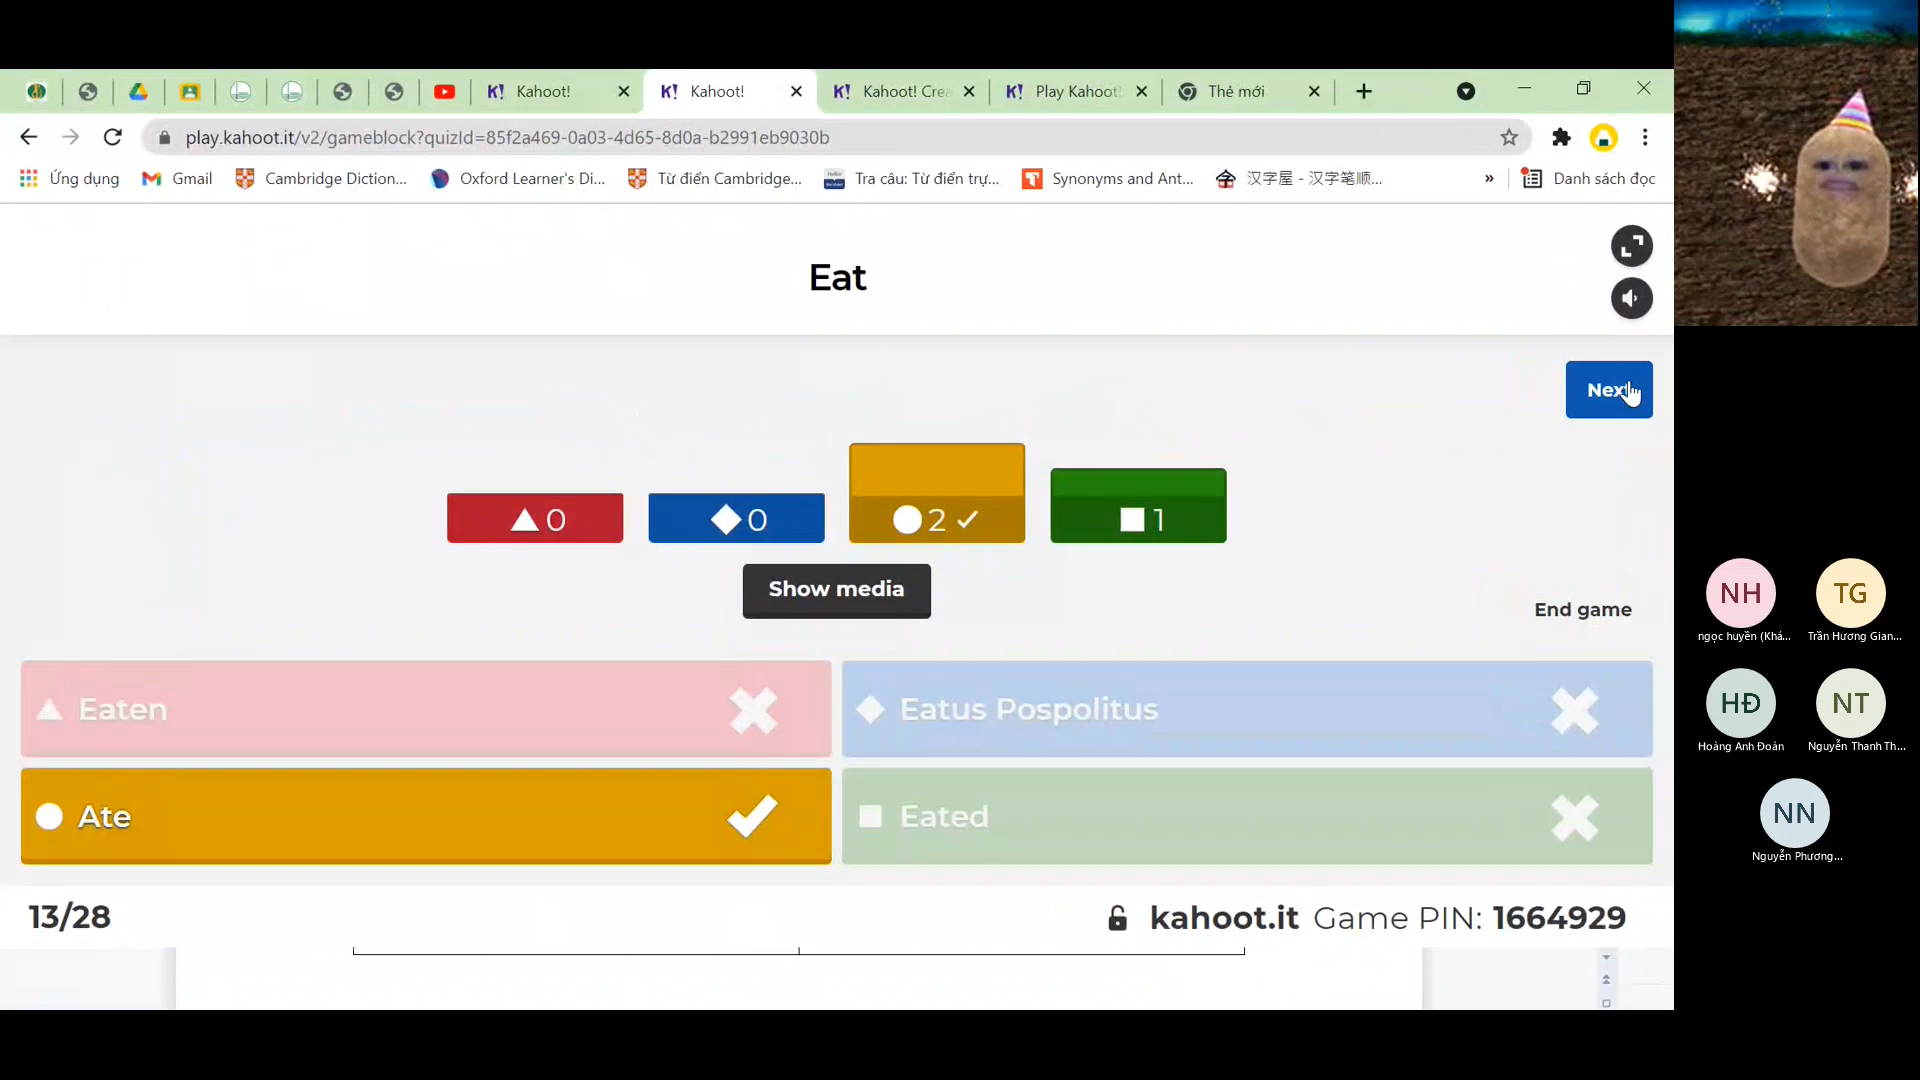 Kahoot!
Kahoot!
Kahoot! Crea
Play Kahoot!
Thẻ mới
play.kahoot.it/v2/gameblock?quizId=85f2a469-0a03-4d65-8d0a-b2991eb9030b
Ứng dụng
Gmail
Cambridge Diction...
Oxford Learner's Di...
Từ điển Cambridge...
Tra câu: Từ điển trự...
Synonyms and Ant...
汉字屋 - 汉字笔顺...
»
Danh sách đọc
Eat
Next
0
0
2
1
Show media
End game
Eaten
Eatus Pospolitus
Ate
Eated
13/28
kahoot.it Game PIN: 1664929
NH
ngọc huyền (Khá...
TG
Trần Hương Gian...
HĐ
Hoàng Anh Đoàn
NT
Nguyễn Thanh Th...
NN
Nguyễn Phương...